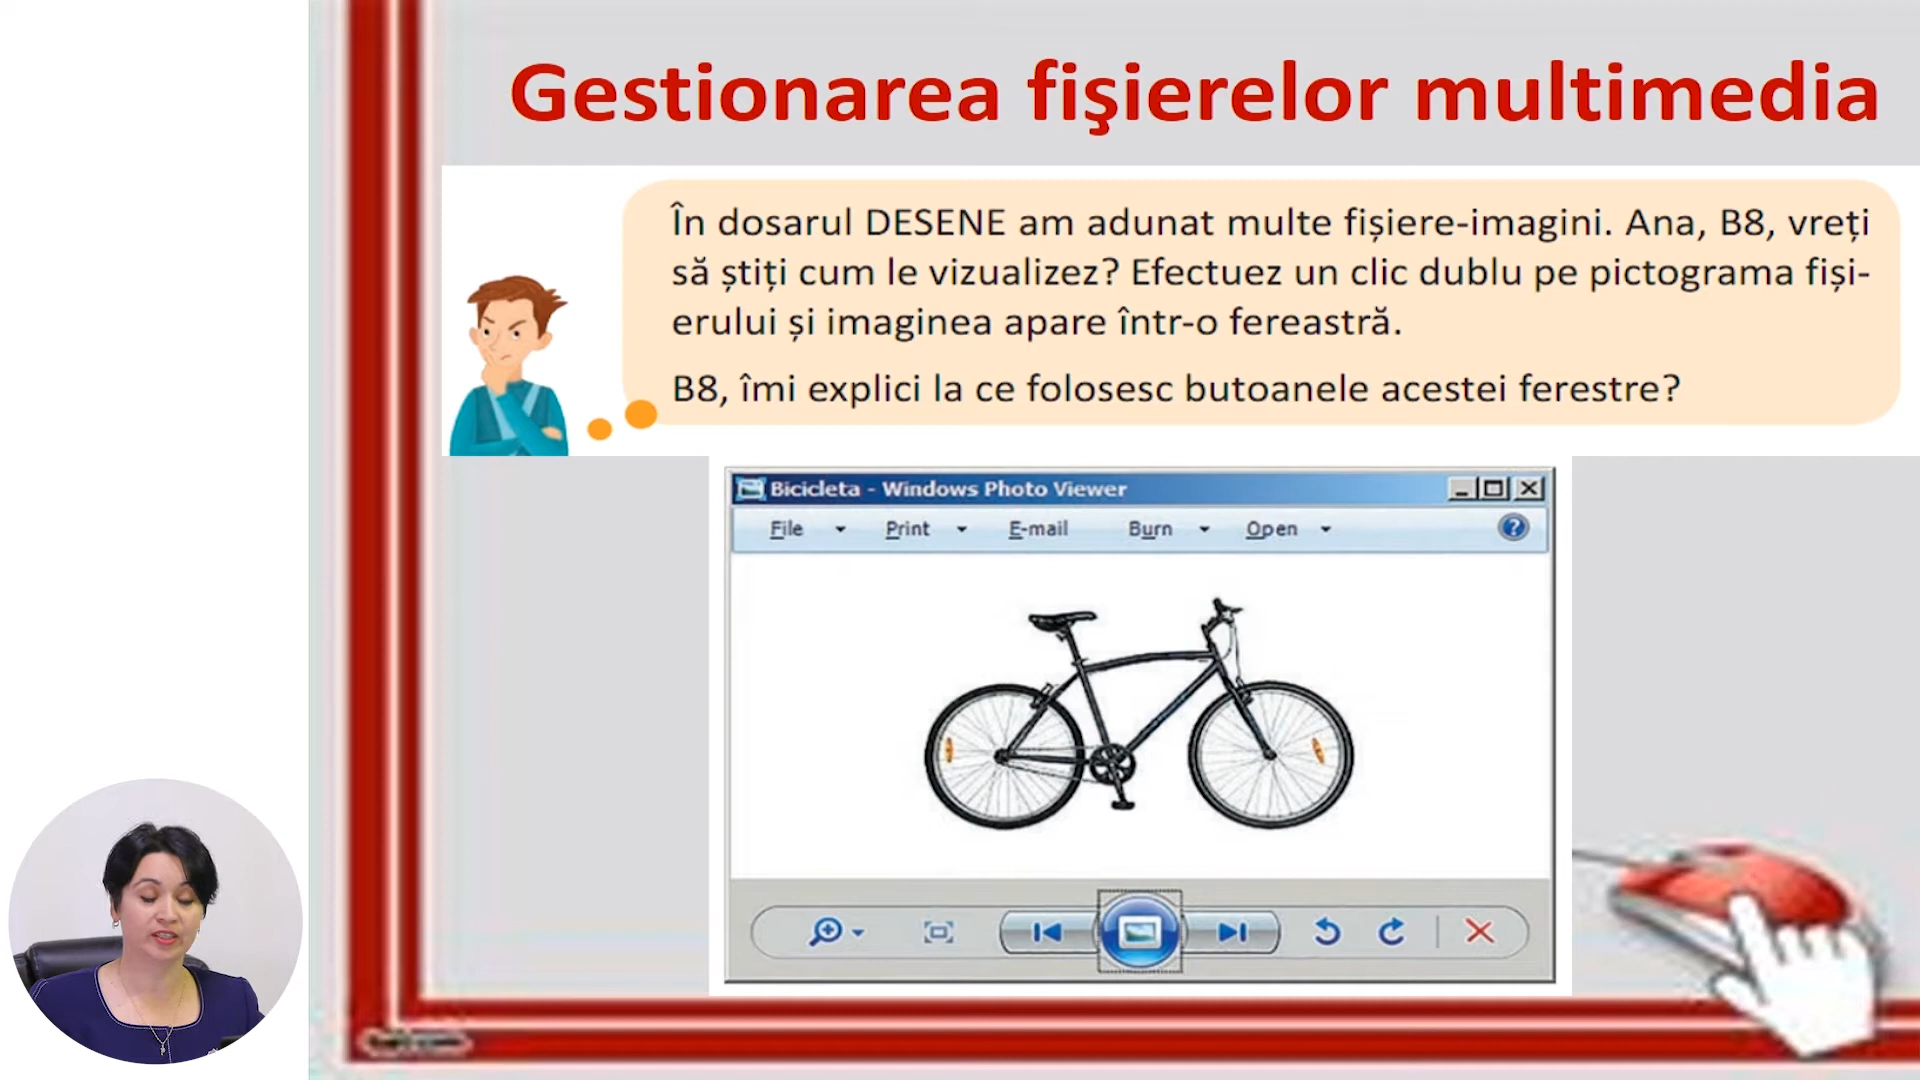 Gestionarea fişierelor multimedia
În dosarul DESENE am adunat multe fișiere-imagini. Ana, B8, vreți
să știți cum le vizualizez? Efectuez un clic dublu pe pictograma fiși-
erului și imaginea apare într-o fereastră.
B8, îmi explici la ce folosesc butoanele acestei ferestre?
Bicicleta - Windows Photo Viewer
File Print E-mail Burn Open ?